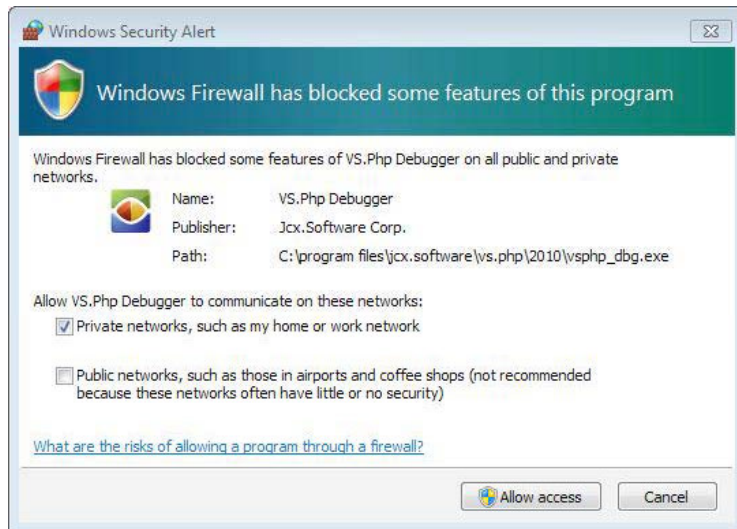 Windows Security Alert
Windows Firewall has blocked some features of this program
Windows Firewall has blocked some features of VS.Php Debugger on all public and private
networks.
Name: VS.Php Debugger
Publisher: Jcx.Software Corp.
Path: C:\program files\jcx.software\vs.php\2010\vsphp_dbg.exe
Allow VS.Php Debugger to communicate on these networks:
Private networks, such as my home or work network
Public networks, such as those in airports and coffee shops (not recommended
because these networks often have little or no security)
What are the risks of allowing a program through a firewall?
Allow access Cancel